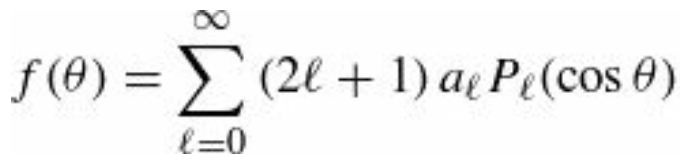 f(θ) = ∑_{ℓ=0}^{∞} (2ℓ + 1) a_ℓ P_ℓ(cos θ)